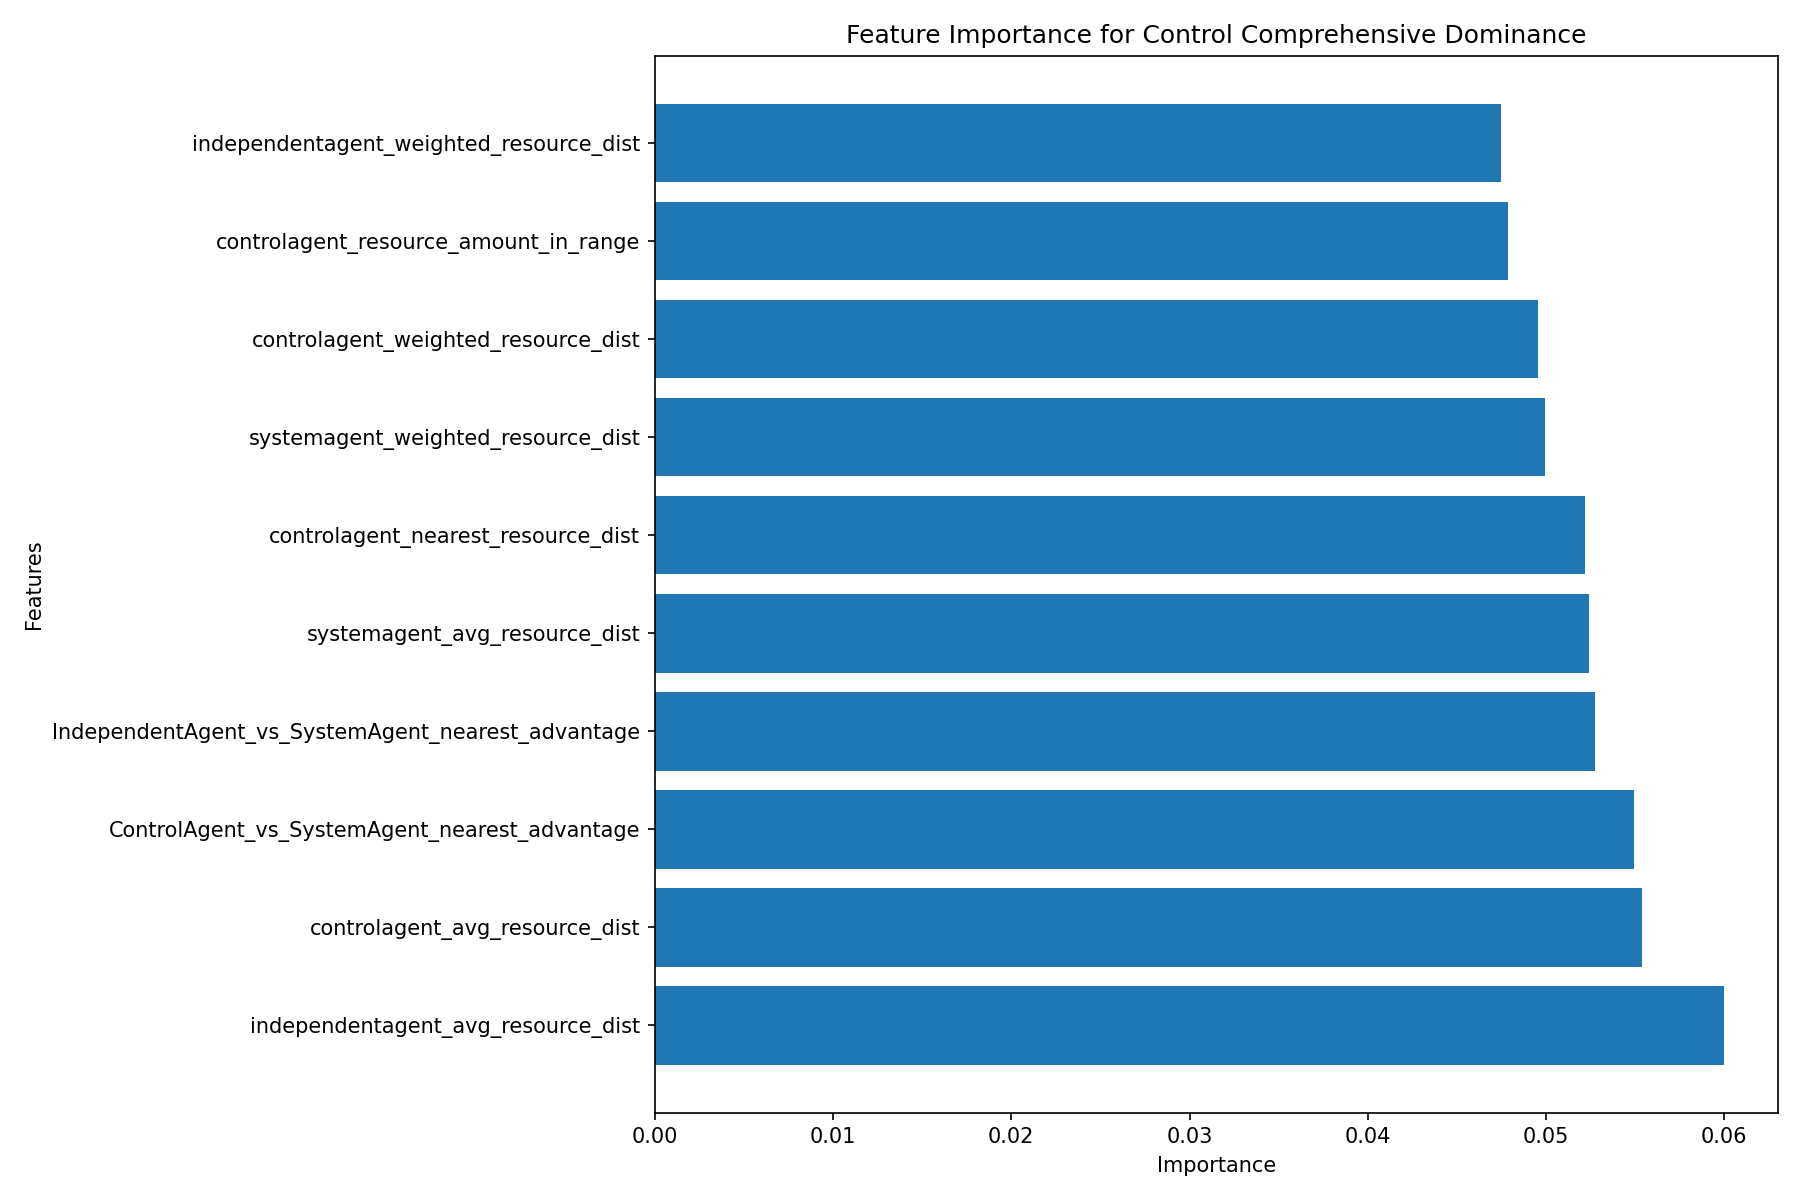 Feature Importance for Control Comprehensive Dominance
independentagent_weighted_resource_dist
controlagent_resource_amount_in_range
controlagent_weighted_resource_dist
systemagent_weighted_resource_dist
controlagent_nearest_resource_dist
systemagent_avg_resource_dist
IndependentAgent_vs_SystemAgent_nearest_advantage
ControlAgent_vs_SystemAgent_nearest_advantage
controlagent_avg_resource_dist
independentagent_avg_resource_dist
Features
0.00 0.01 0.02 0.03 0.04 0.05 0.06
Importance